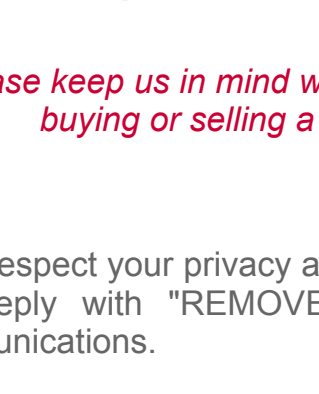 ase keep us in mind w
buying or selling a
espect your privacy a
eply with "REMOVE
unications.